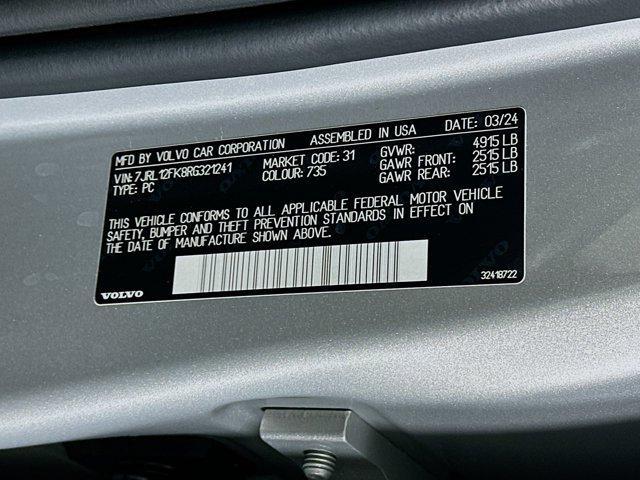 MFD BY VOLVO CAR CORPORATION ASSEMBLED IN USA DATE: 03/24
VIN: 7JRL12FK8RG321241 MARKET CODE: 31 GVWR: 4915 LB
TYPE: PC COLOUR: 735 GAWR FRONT: 2515 LB
GAWR REAR: 2515 LB
THIS VEHICLE CONFORMS TO ALL APPLICABLE FEDERAL MOTOR VEHICLE
SAFETY, BUMPER AND THEFT PREVENTION STANDARDS IN EFFECT ON
THE DATE OF MANUFACTURE SHOWN ABOVE.
VOLVO 32418722